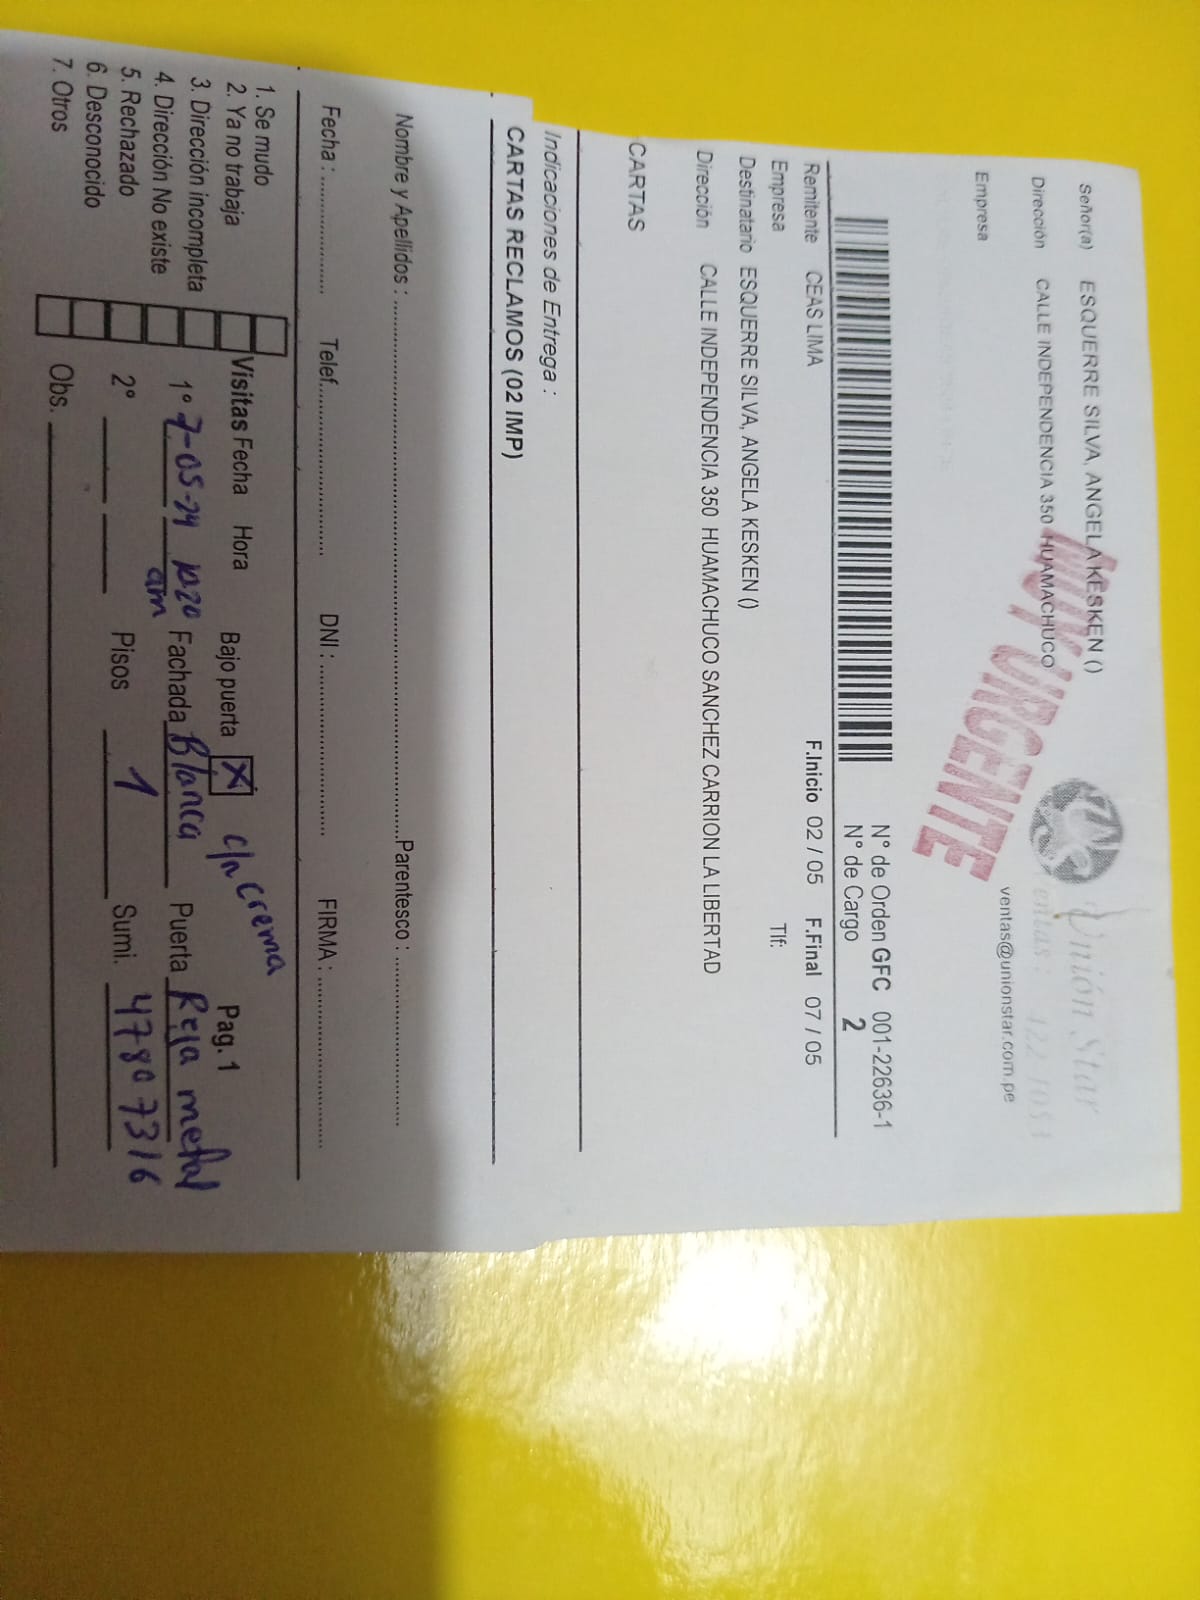 Señor(a) ESQUERRE SILVA, ANGELA KESKEN ()
Dirección CALLE INDEPENDENCIA 350 HUAMACHUCO
Empresa
MUY URGENTE
Unión Star
ventas@unionstar.com.pe
N° de Orden GFC 001-22636-1
N° de Cargo 2
Remitente CEAS LIMA F.Inicio 02 / 05 F.Final 07 / 05
Empresa Tlf:
Destinatario ESQUERRE SILVA, ANGELA KESKEN ()
Dirección CALLE INDEPENDENCIA 350 HUAMACHUCO SANCHEZ CARRION LA LIBERTAD
CARTAS
Indicaciones de Entrega :
CARTAS RECLAMOS (02 IMP)
Nombre y Apellidos : Parentesco :
Fecha : Telef. DNI : FIRMA :
1. Se mudo
2. Ya no trabaja
3. Dirección incompleta
4. Dirección No existe
5. Rechazado
6. Desconocido
7. Otros
Visitas Fecha Hora Bajo puerta X c/n crema Pag. 1
1° 7-05-24 10:20 am Fachada Blanca Puerta Reja metal
2° Pisos 1 Sumi. 47807316
Obs.